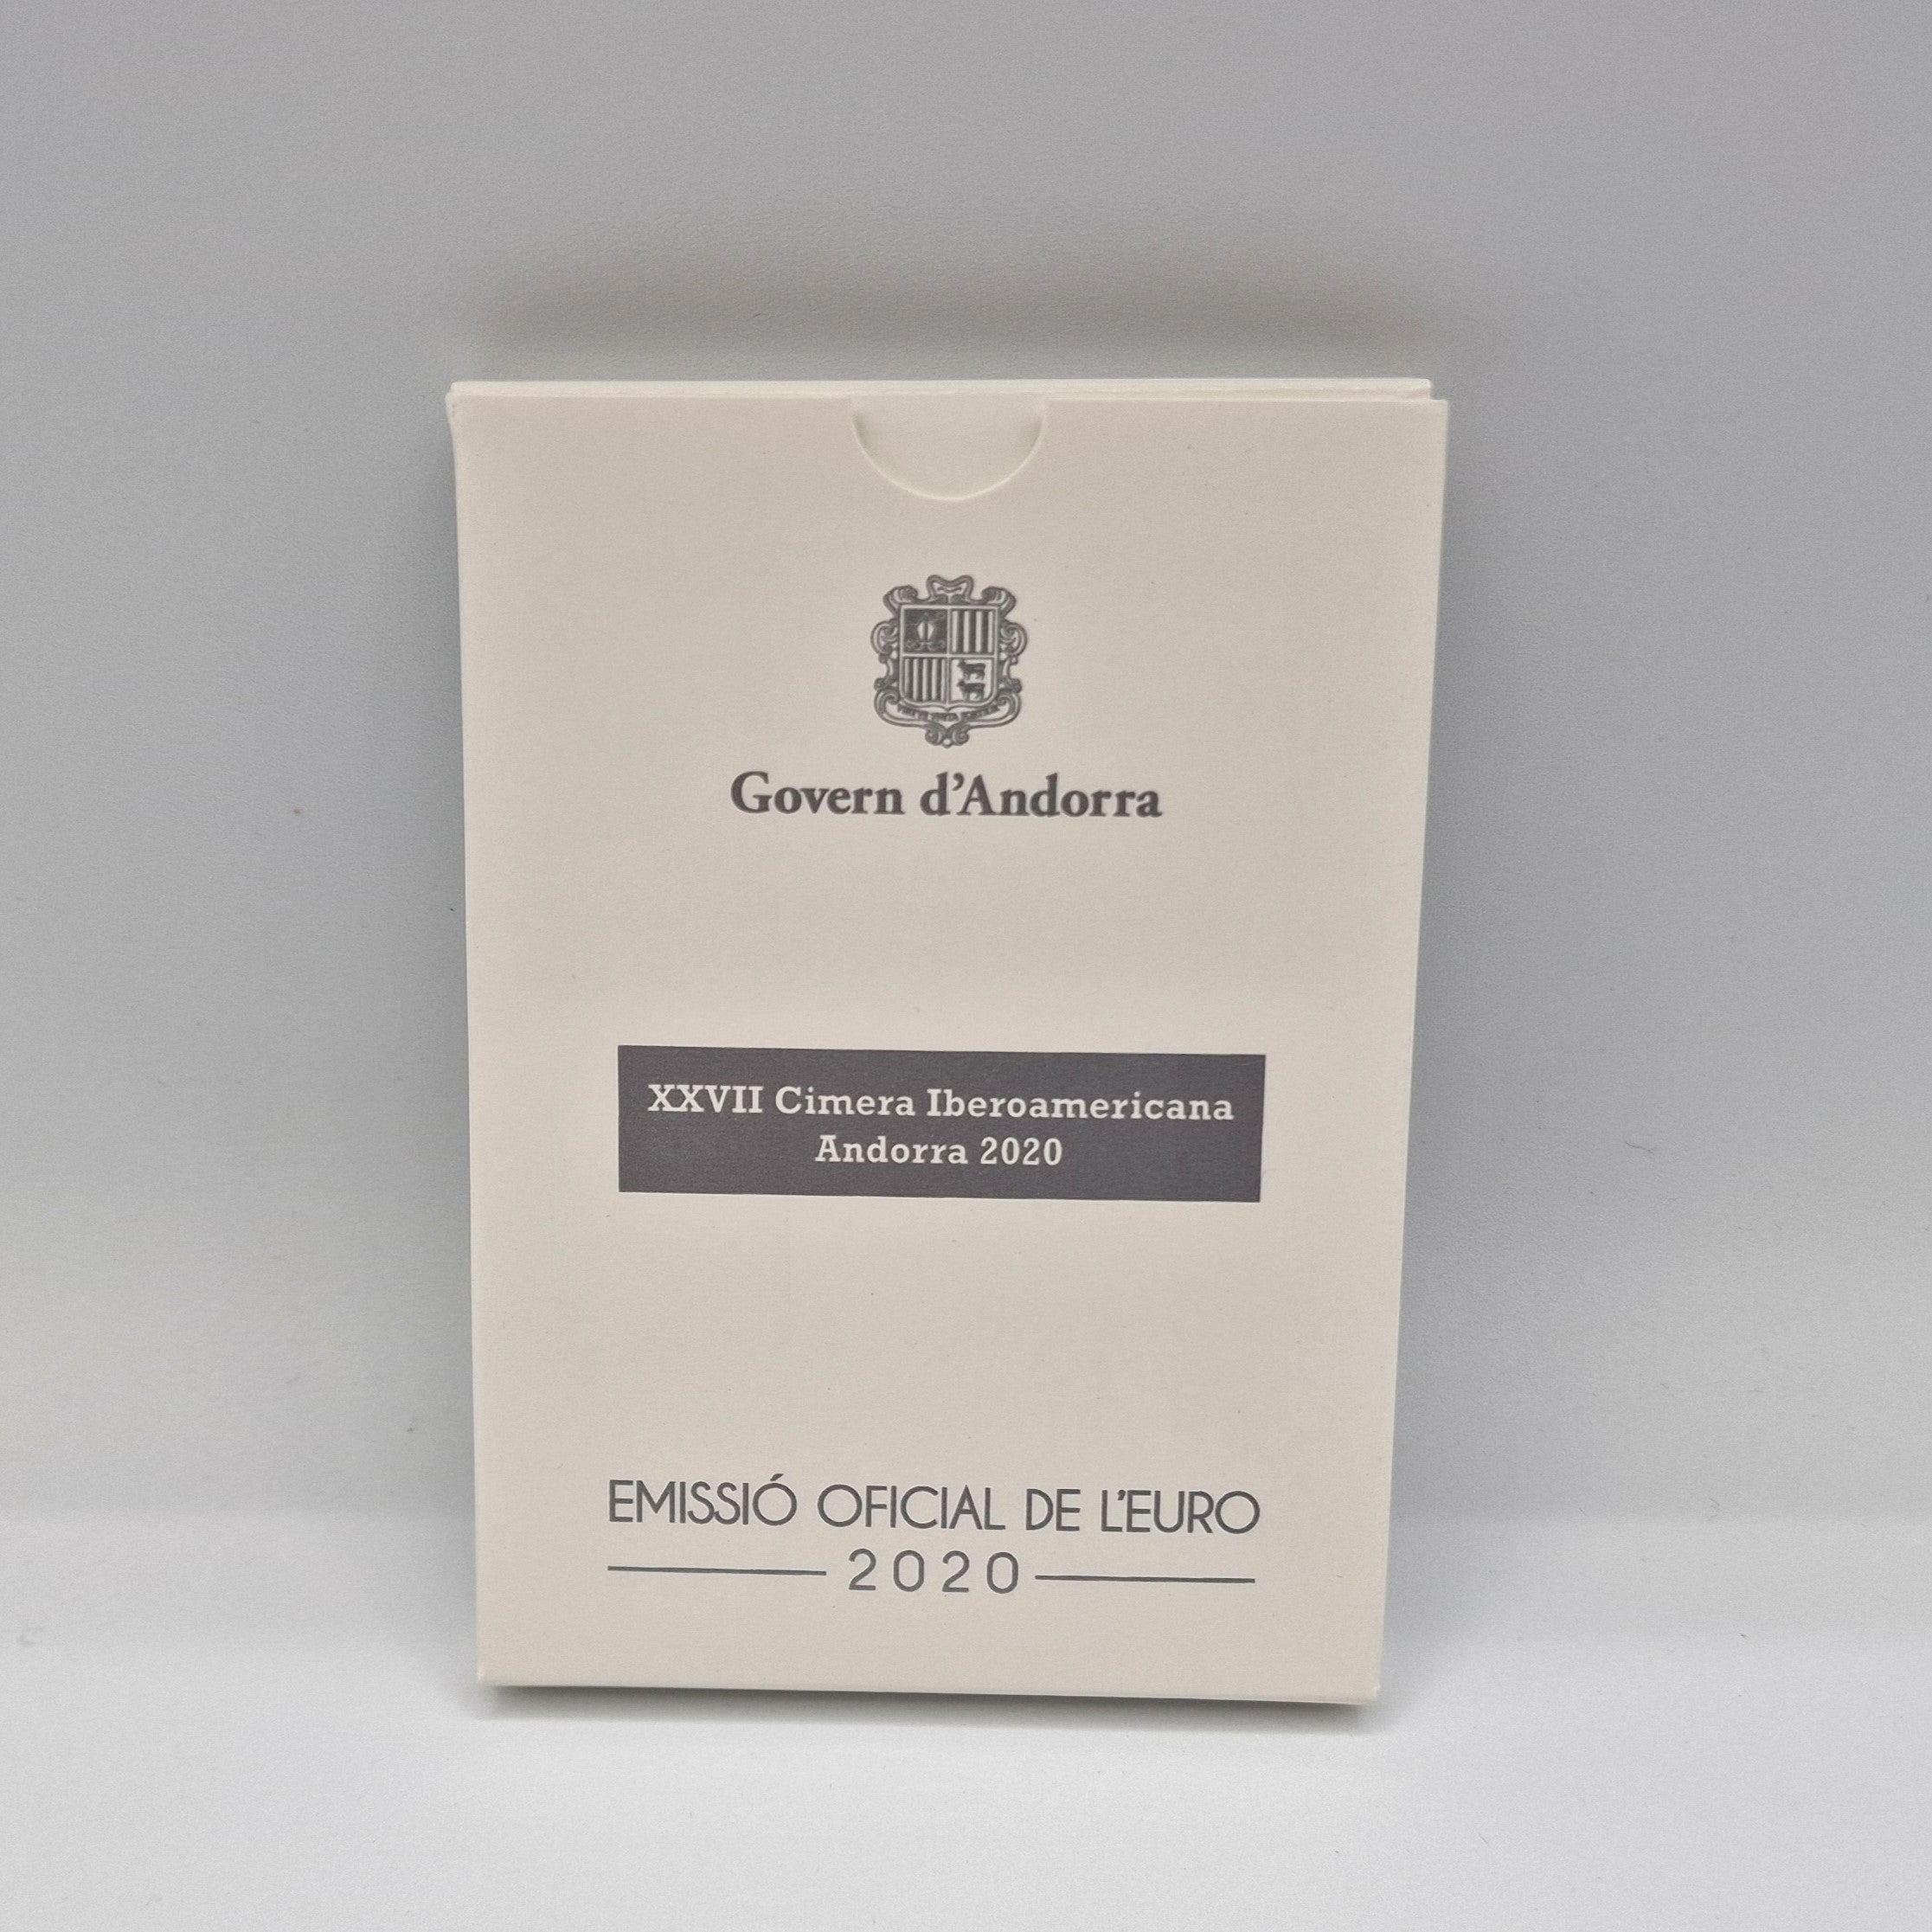 Govern d'Andorra
XXVII Cimera Iberoamericana
Andorra 2020
EMISSIÓ OFICIAL DE L'EURO
2020